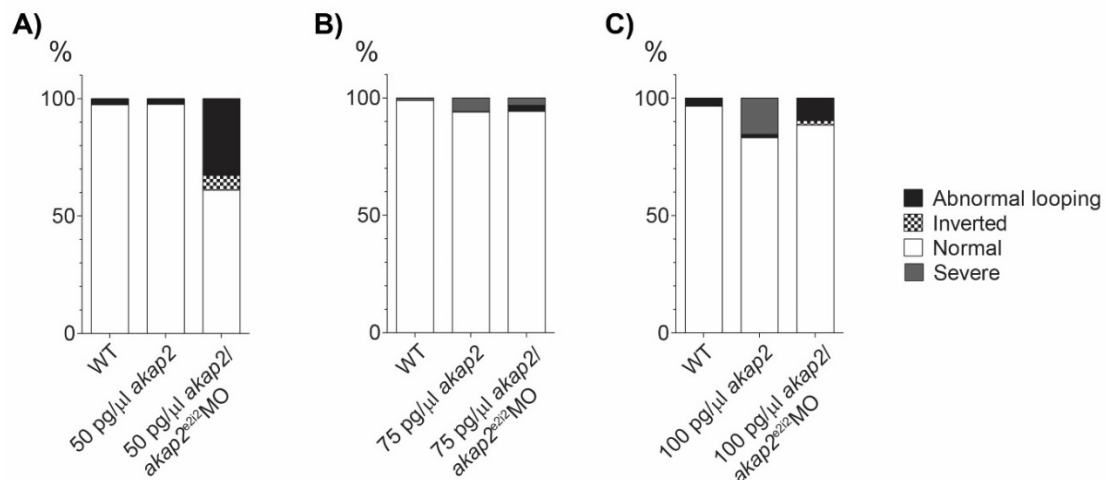 A)
%
100
50
0
WT
50 pg/µl akap2
50 pg/µl akap2/
akap2e2i2MO
B)
%
100
50
0
WT
75 pg/µl akap2
75 pg/µl akap2/
akap2e2i2MO
C)
%
100
50
0
WT
100 pg/µl akap2
100 pg/µl akap2/
akap2e2i2MO
Abnormal looping
Inverted
Normal
Severe